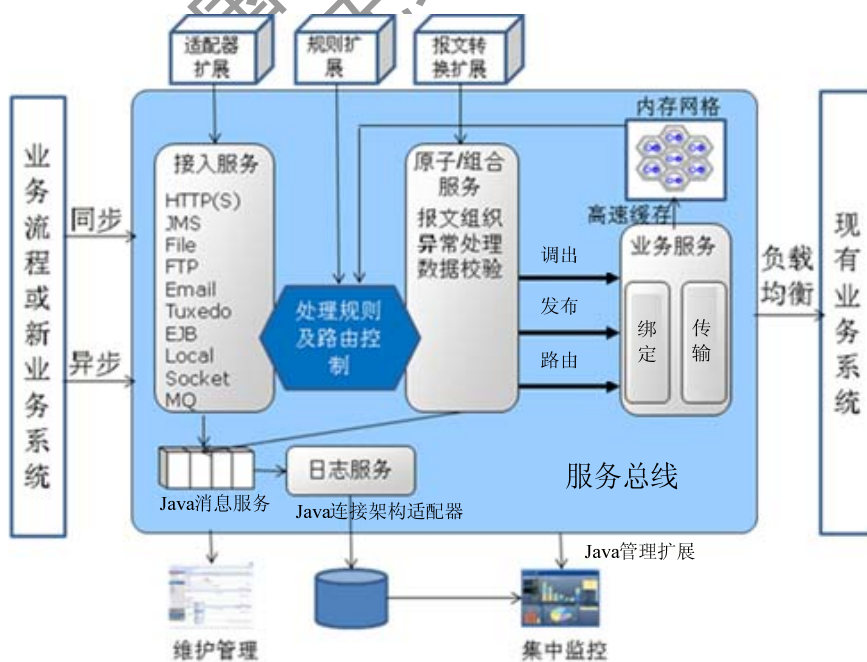 适配器
扩展
规则扩
展
报文转
换扩展
内存网格
业务流程或新业务系统
同步
异步
接入服务
HTTP(S)
JMS
File
FTP
Email
Tuxedo
EJB
Local
Socket
MQ
处理规则
及路由控
制
原子/组合
服务
报文组织
异常处理
数据校验
调出
发布
路由
高速缓存
业务服务
绑定
传输
负载
均衡
现有业务系统
日志服务
服务总线
Java消息服务
Java连接架构适配器
Java管理扩展
维护管理
集中监控